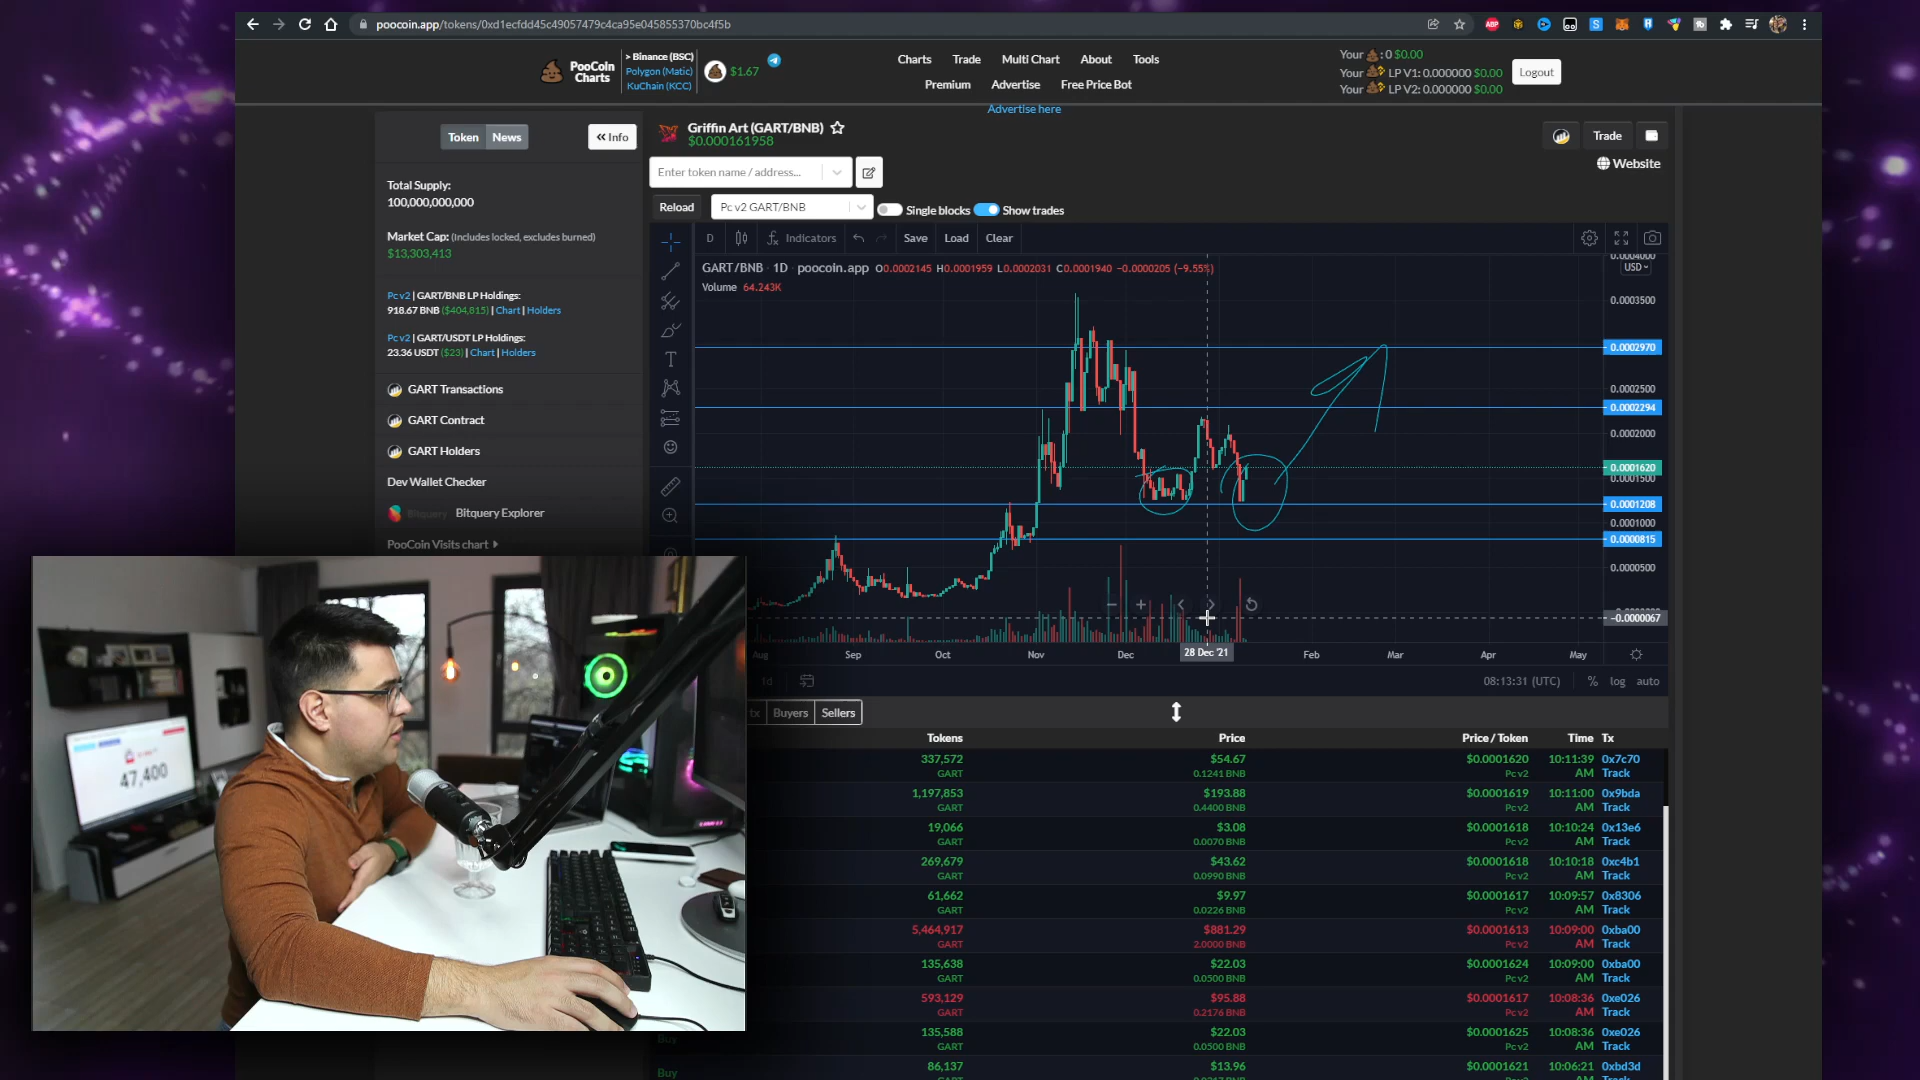 poocoin.app/tokens/0xd1ecfdd45c49057479c4ca95e045855370bc4f5b
PooCoin
Charts
> Binance (BSC)
Polygon (Matic)
KuChain (KCC)
$1.67
Charts Trade Multi Chart About Tools
Premium Advertise Free Price Bot
Your : 0 $0.00
Your LP V1: 0.000000 $0.00
Your LP V2: 0.000000 $0.00
Logout
Advertise here
Token News
Info
Griffin Art (GART/BNB)
$0.000161958
Trade
Website
Enter token name / address...
Reload
Pc v2 GART/BNB
Single blocks
Show trades
Total Supply:
100,000,000,000
Market Cap: (Includes locked, excludes burned)
$13,303,413
Pc v2 | GART/BNB LP Holdings:
918.67 BNB ($404,815) | Chart | Holders
Pc v2 | GART/USDT LP Holdings:
23.36 USDT ($23) | Chart | Holders
GART Transactions
GART Contract
GART Holders
Dev Wallet Checker
Bitquery Explorer
PooCoin Visits chart
D Indicators Save Load Clear
GART/BNB · 1D · poocoin.app O0.0002145 H0.0001959 L0.0002031 C0.0001940 −0.0000205 (−9.55%)
Volume 64.243K
0.0004000
USD
0.0003500
0.0002970
0.0002500
0.0002294
0.0002000
0.0001620
0.0001500
0.0001208
0.0001000
0.0000815
0.0000500
−0.0000067
Aug Sep Oct Nov Dec 28 Dec '21 Feb Mar Apr May
1d
08:13:31 (UTC) % log auto
tx Buyers Sellers
Tokens Price Price / Token Time Tx
337,572 $54.67 $0.0001620 10:11:39 0x7c70
GART 0.1241 BNB Pc v2 AM Track
1,197,853 $193.88 $0.0001619 10:11:00 0x9bda
GART 0.4400 BNB Pc v2 AM Track
19,066 $3.08 $0.0001618 10:10:24 0x13e6
GART 0.0070 BNB Pc v2 AM Track
269,679 $43.62 $0.0001618 10:10:18 0xc4b1
GART 0.0990 BNB Pc v2 AM Track
61,662 $9.97 $0.0001617 10:09:57 0x8306
GART 0.0226 BNB Pc v2 AM Track
5,464,917 $881.29 $0.0001613 10:09:00 0xba00
GART 2.0000 BNB Pc v2 AM Track
135,638 $22.03 $0.0001624 10:09:00 0xba00
GART 0.0500 BNB Pc v2 AM Track
593,129 $95.88 $0.0001617 10:08:36 0xe026
GART 0.2176 BNB Pc v2 AM Track
135,588 $22.03 $0.0001625 10:08:36 0xe026
GART 0.0500 BNB Pc v2 AM Track
Buy 86,137 $13.96 $0.0001621 10:06:21 0xbd3d
47,400